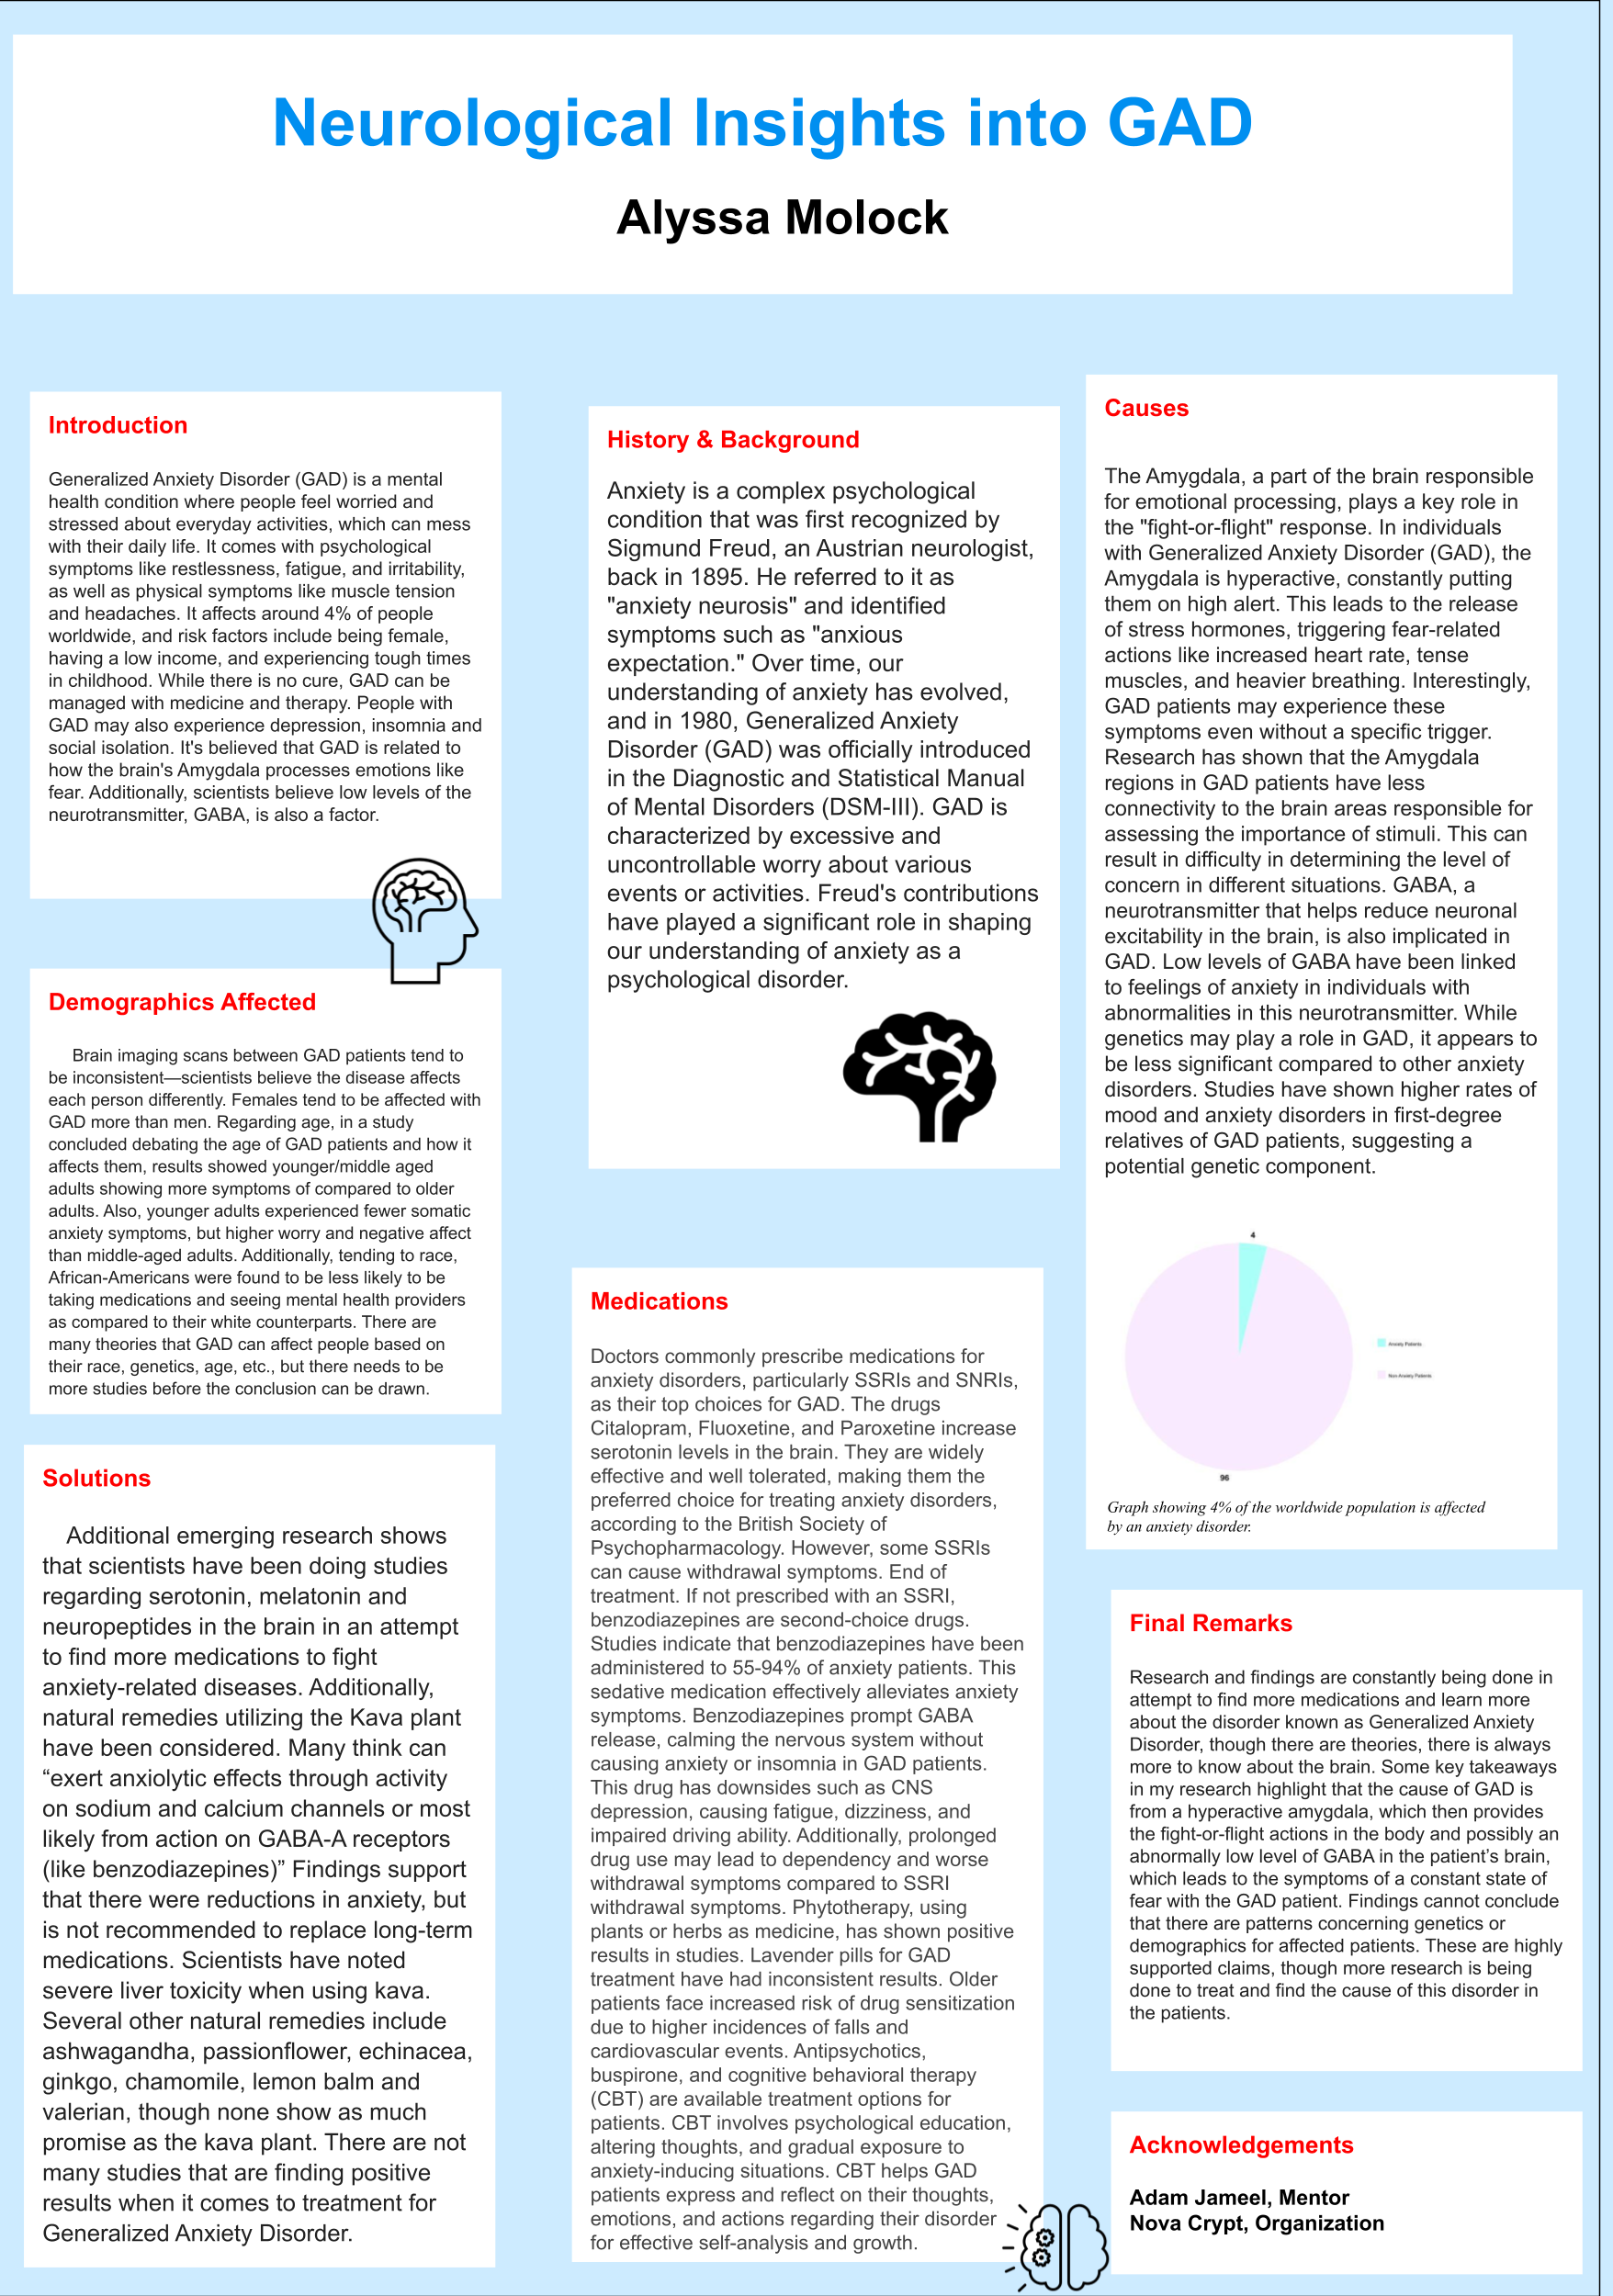 Neurological Insights into GAD
Alyssa Molock
Introduction
Generalized Anxiety Disorder (GAD) is a mental
health condition where people feel worried and
stressed about everyday activities, which can mess
with their daily life. It comes with psychological
symptoms like restlessness, fatigue, and irritability,
as well as physical symptoms like muscle tension
and headaches. It affects around 4% of people
worldwide, and risk factors include being female,
having a low income, and experiencing tough times
in childhood. While there is no cure, GAD can be
managed with medicine and therapy. People with
GAD may also experience depression, insomnia and
social isolation. It's believed that GAD is related to
how the brain's Amygdala processes emotions like
fear. Additionally, scientists believe low levels of the
neurotransmitter, GABA, is also a factor.
Demographics Affected
Brain imaging scans between GAD patients tend to
be inconsistent—scientists believe the disease affects
each person differently. Females tend to be affected with
GAD more than men. Regarding age, in a study
concluded debating the age of GAD patients and how it
affects them, results showed younger/middle aged
adults showing more symptoms of compared to older
adults. Also, younger adults experienced fewer somatic
anxiety symptoms, but higher worry and negative affect
than middle-aged adults. Additionally, tending to race,
African-Americans were found to be less likely to be
taking medications and seeing mental health providers
as compared to their white counterparts. There are
many theories that GAD can affect people based on
their race, genetics, age, etc., but there needs to be
more studies before the conclusion can be drawn.
Solutions
Additional emerging research shows
that scientists have been doing studies
regarding serotonin, melatonin and
neuropeptides in the brain in an attempt
to find more medications to fight
anxiety-related diseases. Additionally,
natural remedies utilizing the Kava plant
have been considered. Many think can
“exert anxiolytic effects through activity
on sodium and calcium channels or most
likely from action on GABA-A receptors
(like benzodiazepines)” Findings support
that there were reductions in anxiety, but
is not recommended to replace long-term
medications. Scientists have noted
severe liver toxicity when using kava.
Several other natural remedies include
ashwagandha, passionflower, echinacea,
ginkgo, chamomile, lemon balm and
valerian, though none show as much
promise as the kava plant. There are not
many studies that are finding positive
results when it comes to treatment for
Generalized Anxiety Disorder.
History & Background
Anxiety is a complex psychological
condition that was first recognized by
Sigmund Freud, an Austrian neurologist,
back in 1895. He referred to it as
"anxiety neurosis" and identified
symptoms such as "anxious
expectation." Over time, our
understanding of anxiety has evolved,
and in 1980, Generalized Anxiety
Disorder (GAD) was officially introduced
in the Diagnostic and Statistical Manual
of Mental Disorders (DSM-III). GAD is
characterized by excessive and
uncontrollable worry about various
events or activities. Freud's contributions
have played a significant role in shaping
our understanding of anxiety as a
psychological disorder.
Medications
Doctors commonly prescribe medications for
anxiety disorders, particularly SSRIs and SNRIs,
as their top choices for GAD. The drugs
Citalopram, Fluoxetine, and Paroxetine increase
serotonin levels in the brain. They are widely
effective and well tolerated, making them the
preferred choice for treating anxiety disorders,
according to the British Society of
Psychopharmacology. However, some SSRIs
can cause withdrawal symptoms. End of
treatment. If not prescribed with an SSRI,
benzodiazepines are second-choice drugs.
Studies indicate that benzodiazepines have been
administered to 55-94% of anxiety patients. This
sedative medication effectively alleviates anxiety
symptoms. Benzodiazepines prompt GABA
release, calming the nervous system without
causing anxiety or insomnia in GAD patients.
This drug has downsides such as CNS
depression, causing fatigue, dizziness, and
impaired driving ability. Additionally, prolonged
drug use may lead to dependency and worse
withdrawal symptoms compared to SSRI
withdrawal symptoms. Phytotherapy, using
plants or herbs as medicine, has shown positive
results in studies. Lavender pills for GAD
treatment have had inconsistent results. Older
patients face increased risk of drug sensitization
due to higher incidences of falls and
cardiovascular events. Antipsychotics,
buspirone, and cognitive behavioral therapy
(CBT) are available treatment options for
patients. CBT involves psychological education,
altering thoughts, and gradual exposure to
anxiety-inducing situations. CBT helps GAD
patients express and reflect on their thoughts,
emotions, and actions regarding their disorder
for effective self-analysis and growth.
Causes
The Amygdala, a part of the brain responsible
for emotional processing, plays a key role in
the "fight-or-flight" response. In individuals
with Generalized Anxiety Disorder (GAD), the
Amygdala is hyperactive, constantly putting
them on high alert. This leads to the release
of stress hormones, triggering fear-related
actions like increased heart rate, tense
muscles, and heavier breathing. Interestingly,
GAD patients may experience these
symptoms even without a specific trigger.
Research has shown that the Amygdala
regions in GAD patients have less
connectivity to the brain areas responsible for
assessing the importance of stimuli. This can
result in difficulty in determining the level of
concern in different situations. GABA, a
neurotransmitter that helps reduce neuronal
excitability in the brain, is also implicated in
GAD. Low levels of GABA have been linked
to feelings of anxiety in individuals with
abnormalities in this neurotransmitter. While
genetics may play a role in GAD, it appears to
be less significant compared to other anxiety
disorders. Studies have shown higher rates of
mood and anxiety disorders in first-degree
relatives of GAD patients, suggesting a
potential genetic component.
4
Anxiety Patients
Non-Anxiety Patients
96
Graph showing 4% of the worldwide population is affected
by an anxiety disorder.
Final Remarks
Research and findings are constantly being done in
attempt to find more medications and learn more
about the disorder known as Generalized Anxiety
Disorder, though there are theories, there is always
more to know about the brain. Some key takeaways
in my research highlight that the cause of GAD is
from a hyperactive amygdala, which then provides
the fight-or-flight actions in the body and possibly an
abnormally low level of GABA in the patient’s brain,
which leads to the symptoms of a constant state of
fear with the GAD patient. Findings cannot conclude
that there are patterns concerning genetics or
demographics for affected patients. These are highly
supported claims, though more research is being
done to treat and find the cause of this disorder in
the patients.
Acknowledgements
Adam Jameel, Mentor
Nova Crypt, Organization